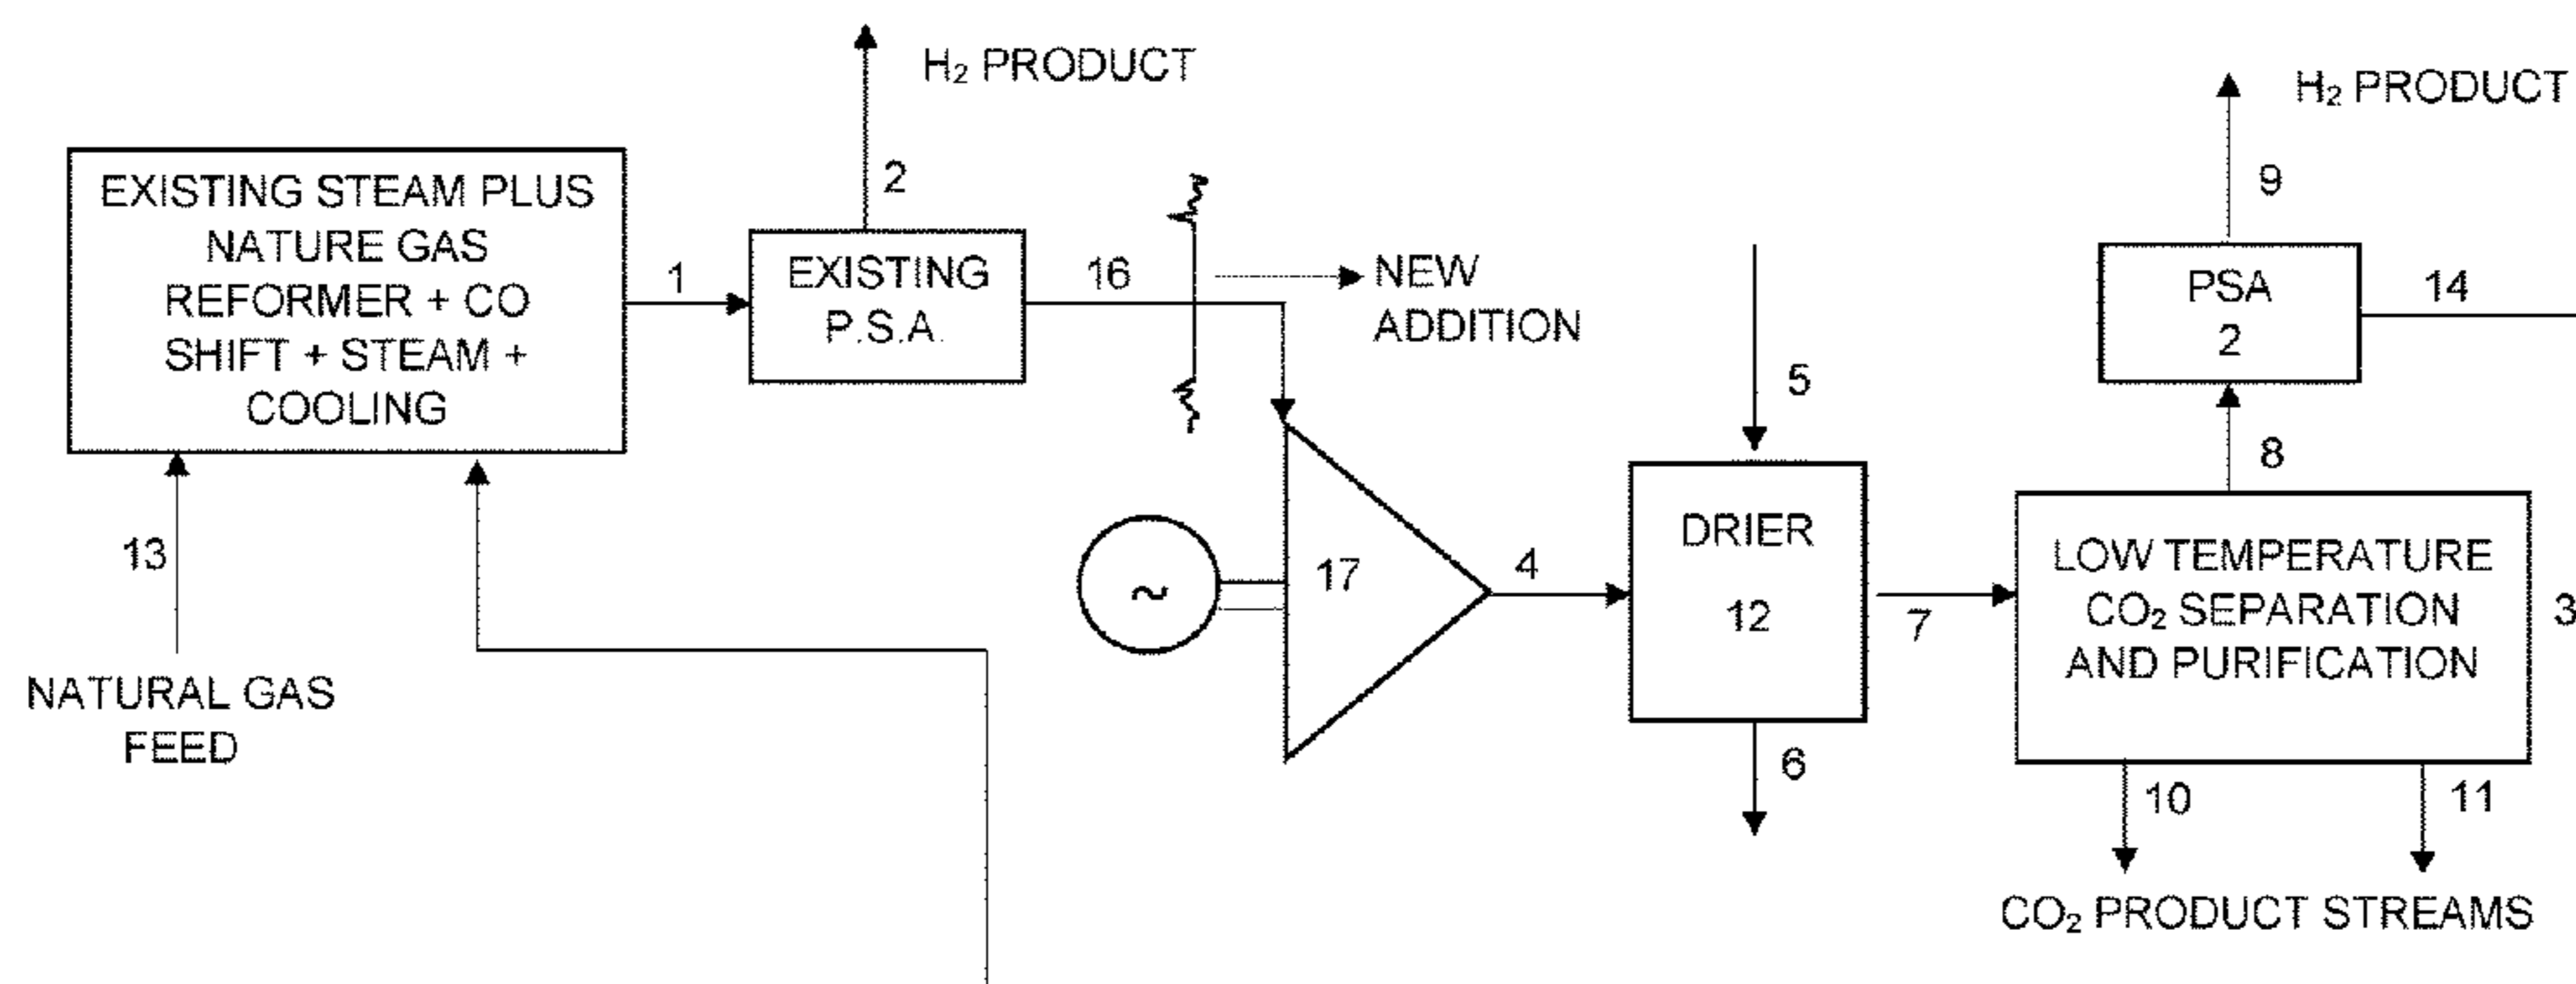 H₂ PRODUCT
H₂ PRODUCT
EXISTING STEAM PLUS
NATURE GAS
REFORMER + CO
SHIFT + STEAM +
COOLING
1
2
EXISTING
P.S.A.
16
NEW
ADDITION
5
9
PSA
2
14
8
13
NATURAL GAS
FEED
~
17
4
DRIER
12
7
6
LOW TEMPERATURE
CO₂ SEPARATION
AND PURIFICATION
3
10
11
CO₂ PRODUCT STREAMS